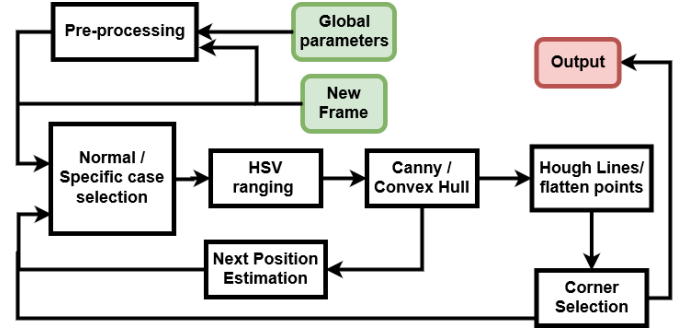 Pre-processing
Global
parameters
Output
New
Frame
Normal /
Specific case
selection
HSV
ranging
Canny /
Convex Hull
Hough Lines/
flatten points
Next Position
Estimation
Corner
Selection